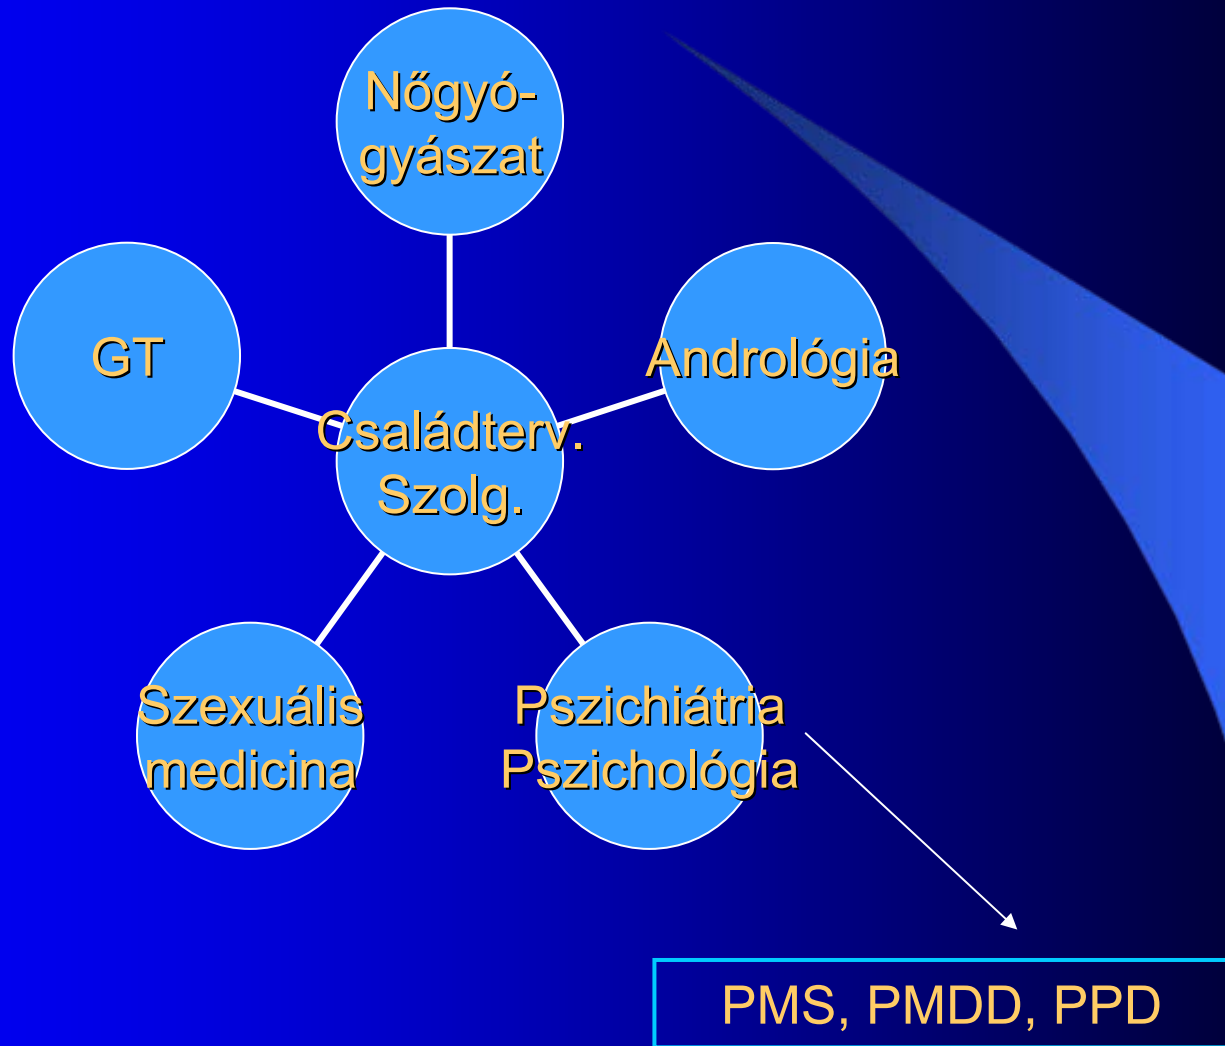 Nőgyó-
gyászat
GT
Andrológia
Családterv.
Szolg.
Szexuális
medicina
Pszichiátria
Pszichológia
PMS, PMDD, PPD